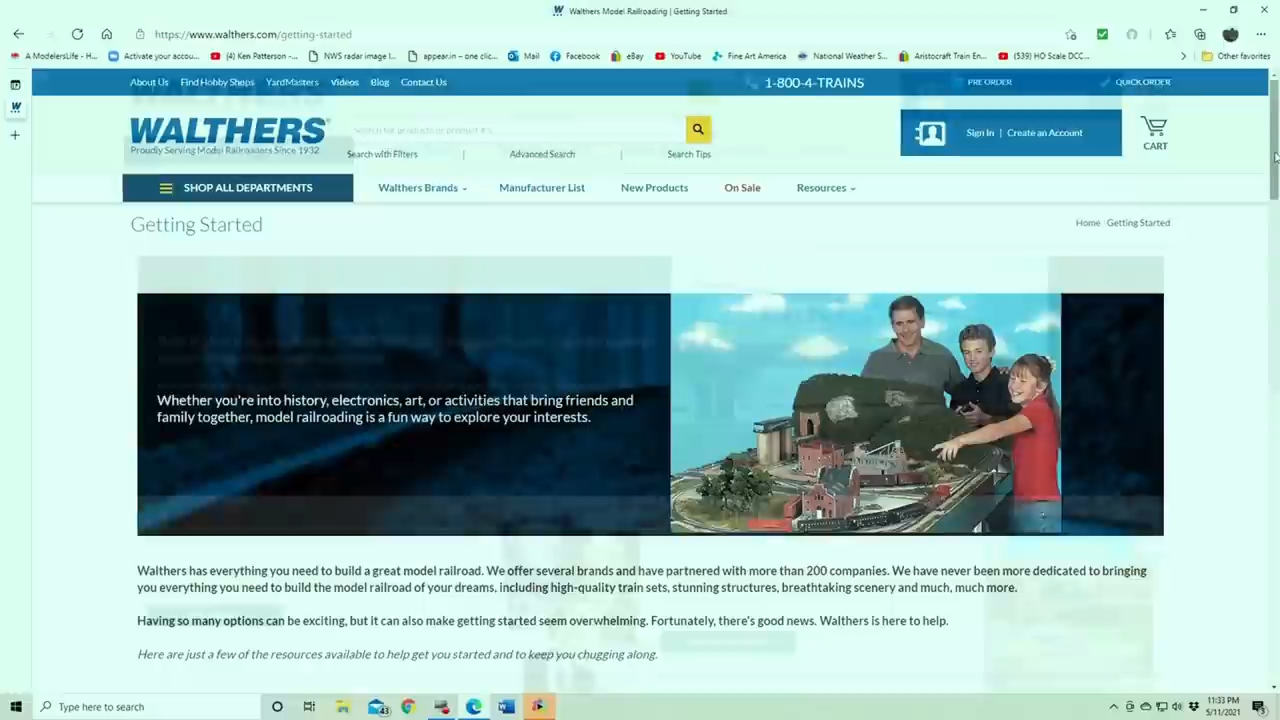 Walthers Model Railroading | Getting Started
https://www.walthers.com/getting-started
A ModelersLife - H...
Activate your accou...
(4) Ken Patterson -...
NWS radar image l...
appear.in – one clic...
Mail
Facebook
eBay
YouTube
Fine Art America
National Weather S...
Aristocraft Train En...
(539) HO Scale DCC...
Other favorites
About Us
Find Hobby Shops
YardMasters
Videos
Blog
Contact Us
1-800-4-TRAINS
PRE ORDER
QUICK ORDER
WALTHERS
Proudly Serving Model Railroaders Since 1932
Search for products or product #'s
Search with Filters | Advanced Search | Search Tips
Sign In | Create an Account
CART
SHOP ALL DEPARTMENTS
Walthers Brands
Manufacturer List
New Products
On Sale
Resources
Getting Started
Home Getting Started
Whether you're into history, electronics, art, or activities that bring friends and
family together, model railroading is a fun way to explore your interests.
Walthers has everything you need to build a great model railroad. We offer several brands and have partnered with more than 200 companies. We have never been more dedicated to bringing
you everything you need to build the model railroad of your dreams, including high-quality train sets, stunning structures, breathtaking scenery and much, much more.
Having so many options can be exciting, but it can also make getting started seem overwhelming. Fortunately, there's good news. Walthers is here to help.
Here are just a few of the resources available to help get you started and to keep you chugging along.
Type here to search
43
11:33 PM
5/11/2021
3